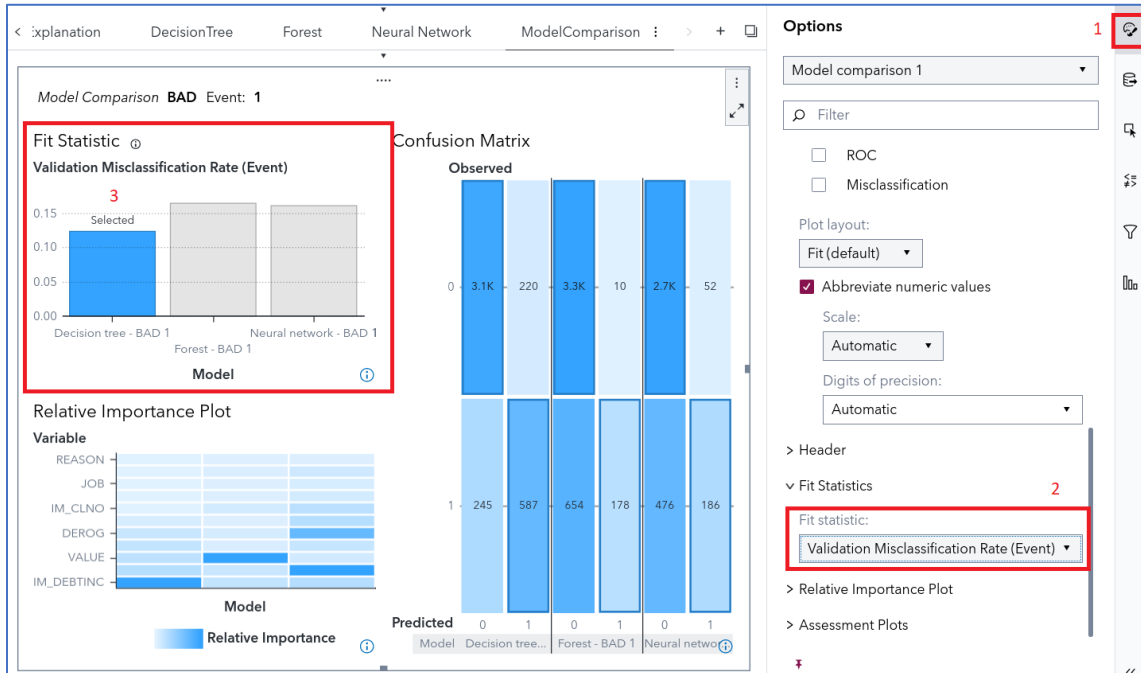 :xplanation DecisionTree Forest Neural Network ModelComparison
Model Comparison BAD Event: 1
Fit Statistic
Validation Misclassification Rate (Event)
3
Selected
0.15
0.10
0.05
0.00
Decision tree - BAD 1 Neural network - BAD 1
Forest - BAD 1
Model
Relative Importance Plot
Variable
REASON
JOB
IM_CLNO
DEROG
VALUE
IM_DEBTINC
Model
Relative Importance
Confusion Matrix
Observed
0 3.1K 220 3.3K 10 2.7K 52
1 245 587 654 178 476 186
Predicted 0 1 0 1 0 1
Model Decision tree... Forest - BAD 1 Neural networ
Options
1
Model comparison 1
Filter
ROC
Misclassification
Plot layout:
Fit (default)
Abbreviate numeric values
Scale:
Automatic
Digits of precision:
Automatic
Header
Fit Statistics
2
Fit statistic:
Validation Misclassification Rate (Event)
Relative Importance Plot
Assessment Plots